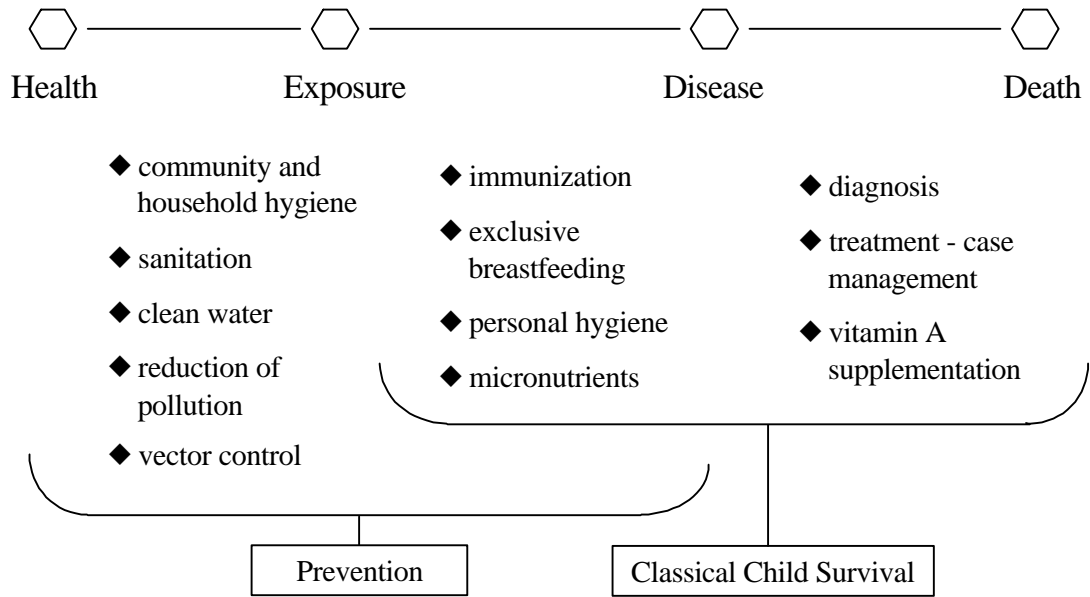 Health Exposure Disease Death
◆ community and
household hygiene
◆ sanitation
◆ clean water
◆ reduction of
pollution
◆ vector control
◆ immunization
◆ exclusive
breastfeeding
◆ personal hygiene
◆ micronutrients
◆ diagnosis
◆ treatment - case
management
◆ vitamin A
supplementation
Prevention
Classical Child Survival